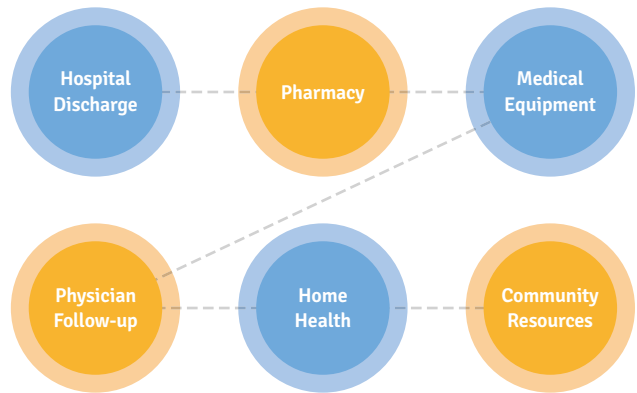 Hospital
Discharge
Pharmacy
Medical
Equipment
Physician
Follow-up
Home
Health
Community
Resources